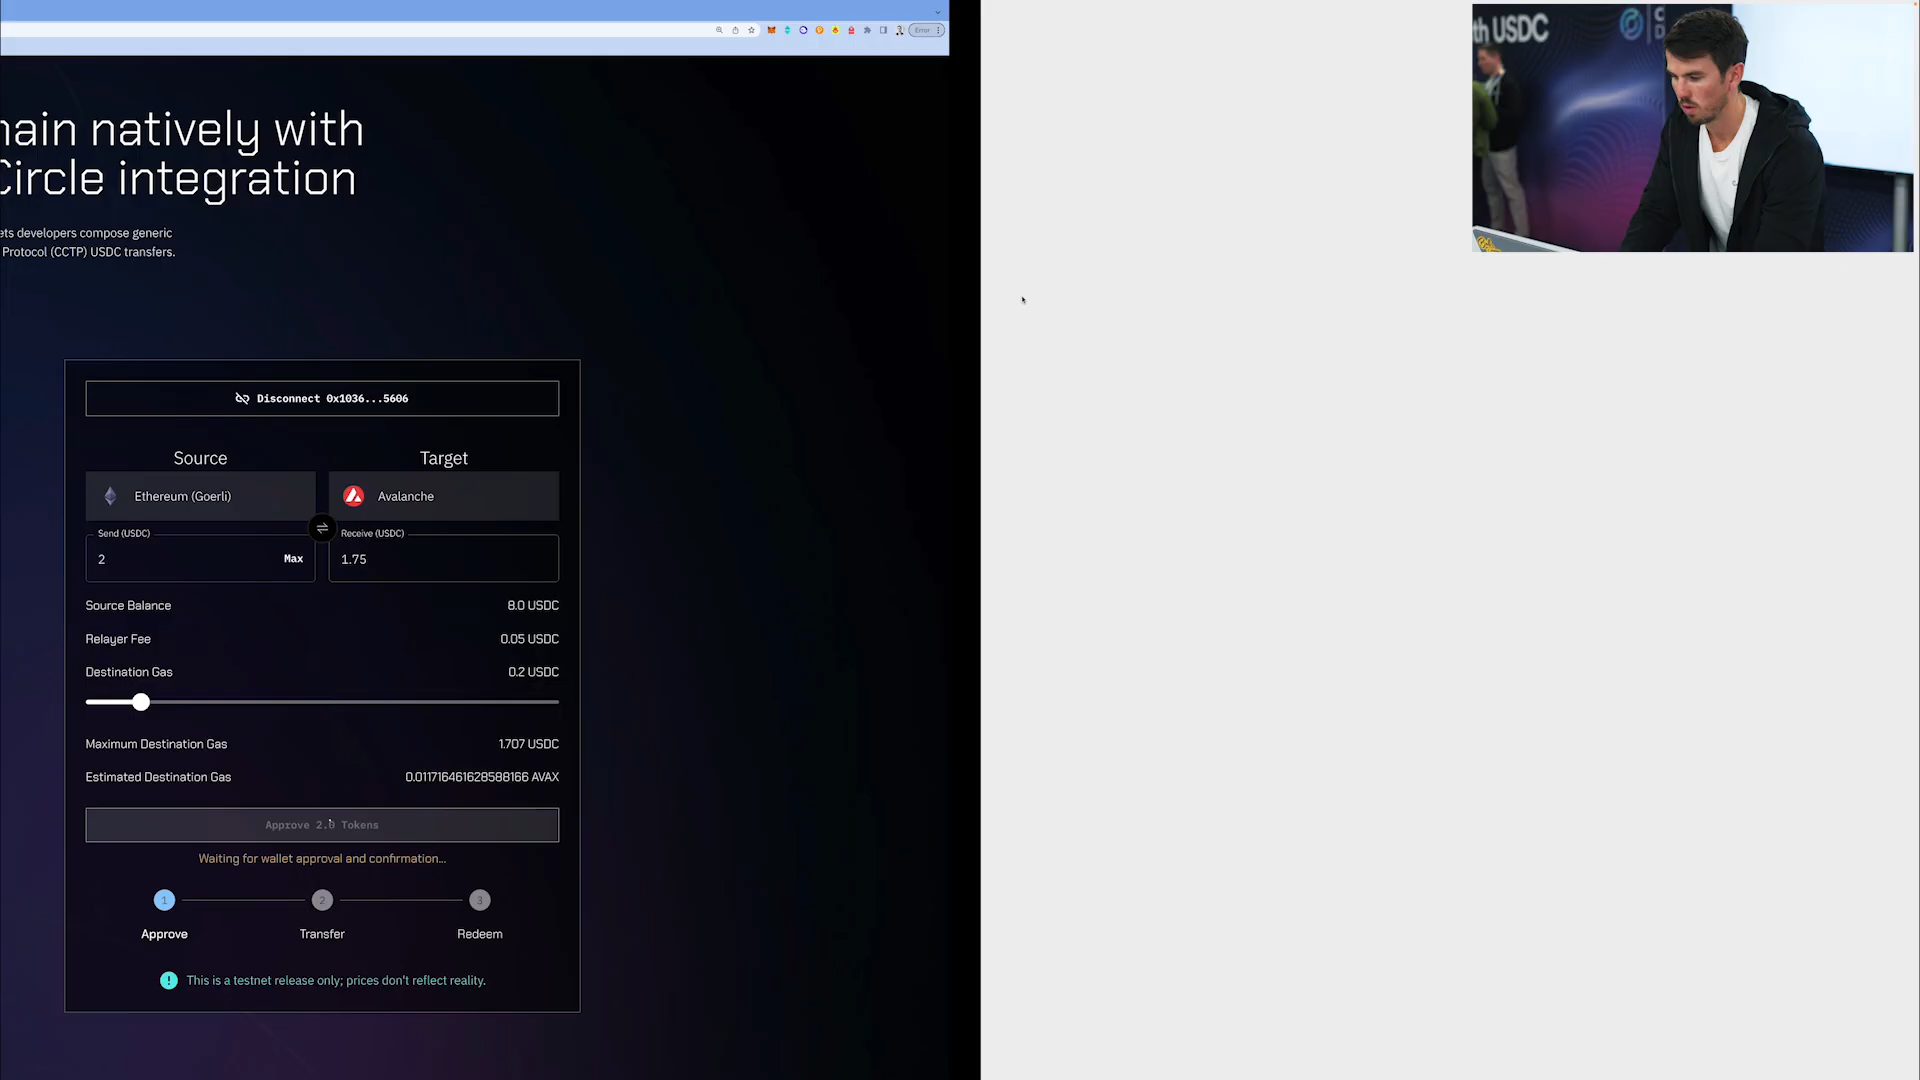 Error
th USDC
hain natively with
Circle integration
ets developers compose generic
Protocol (CCTP) USDC transfers.
Disconnect 0x1036...5606
Source
Target
Ethereum (Goerli)
Avalanche
Send (USDC)
Receive (USDC)
2
Max
1.75
Source Balance
8.0 USDC
Relayer Fee
0.05 USDC
Destination Gas
0.2 USDC
Maximum Destination Gas
1.707 USDC
Estimated Destination Gas
0.011716461628588166 AVAX
Approve 2.0 Tokens
Waiting for wallet approval and confirmation...
1
2
3
Approve
Transfer
Redeem
This is a testnet release only; prices don't reflect reality.